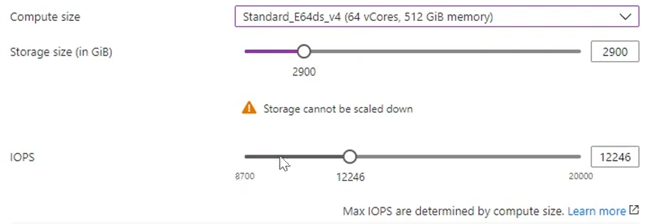 Compute size Standard_E64ds_v4 (64 vCores, 512 GiB memory)
Storage size (in GiB) 2900
2900
Storage cannot be scaled down
IOPS 12246
8700 12246 20000
Max IOPS are determined by compute size. Learn more